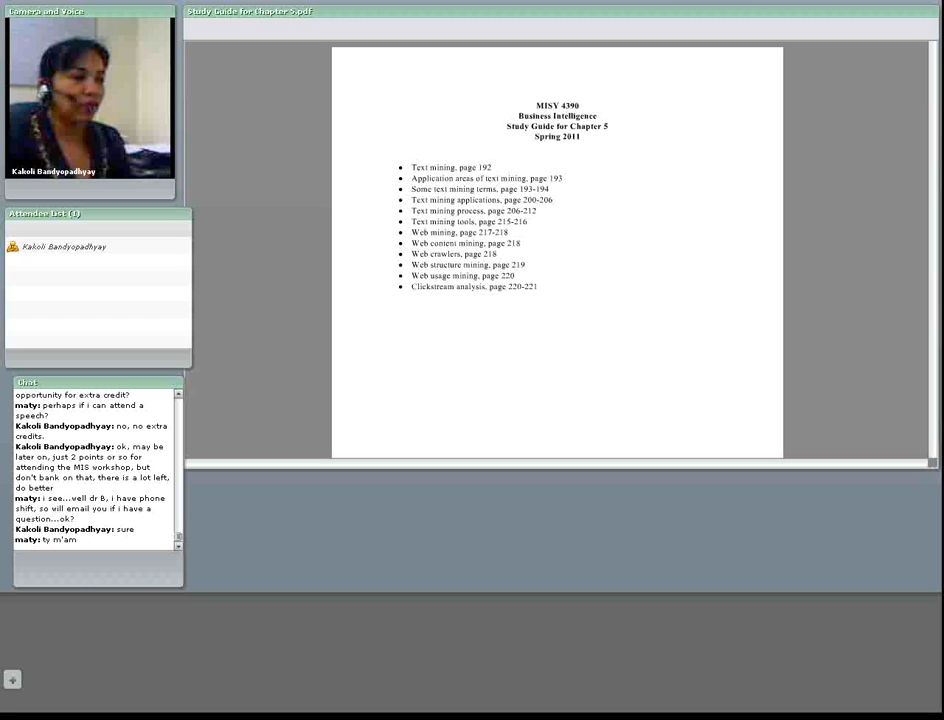 Camera and Voice
Kakoli Bandyopadhyay
Attendee List (1)
Kakoli Bandyopadhyay
Chat
opportunity for extra credit?
maty: perhaps if i can attend a
speech?
Kakoli Bandyopadhyay: no, no extra
credits.
Kakoli Bandyopadhyay: ok, may be
later on, just 2 points or so for
attending the MIS workshop, but
don't bank on that, there is a lot left,
do better
maty: i see...well dr B, i have phone
shift, so will email you if i have a
question...ok?
Kakoli Bandyopadhyay: sure
maty: ty m'am
Study Guide for Chapter 5.pdf
MISY 4390
Business Intelligence
Study Guide for Chapter 5
Spring 2011
• Text mining, page 192
• Application areas of text mining, page 193
• Some text mining terms, page 193-194
• Text mining applications, page 200-206
• Text mining process, page 206-212
• Text mining tools, page 215-216
• Web mining, page 217-218
• Web content mining, page 218
• Web crawlers, page 218
• Web structure mining, page 219
• Web usage mining, page 220
• Clickstream analysis, page 220-221